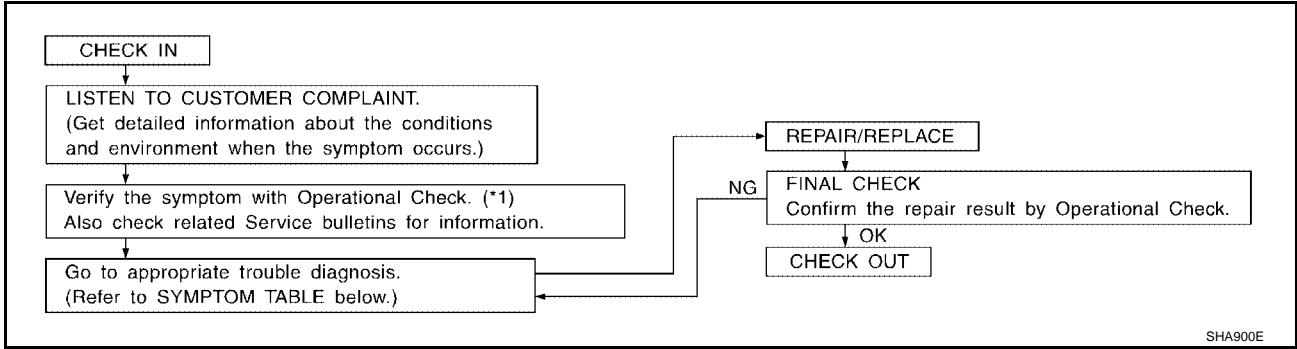 CHECK IN
LISTEN TO CUSTOMER COMPLAINT.
(Get detailed information about the conditions
and environment when the symptom occurs.)
Verify the symptom with Operational Check. (*1)
Also check related Service bulletins for information.
Go to appropriate trouble diagnosis.
(Refer to SYMPTOM TABLE below.)
REPAIR/REPLACE
NG
FINAL CHECK
Confirm the repair result by Operational Check.
OK
CHECK OUT
SHA900E